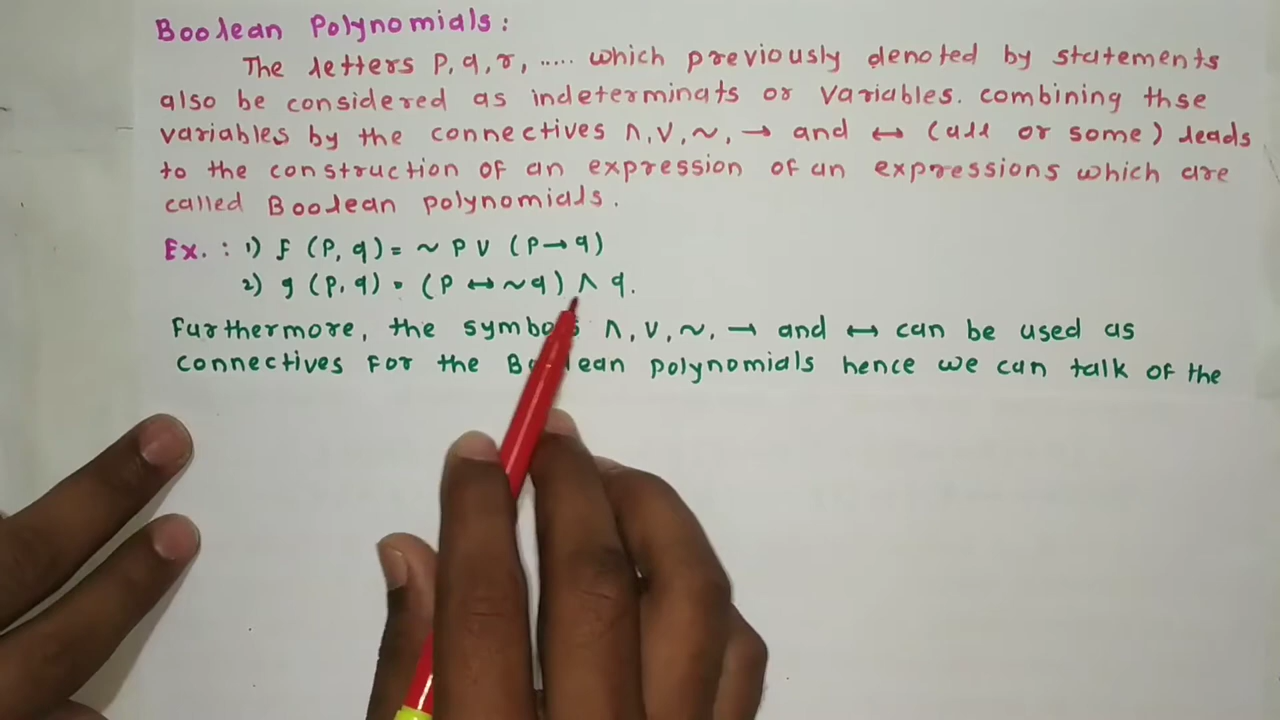 Boolean Polynomials:
The letters P, q, r, ..... which previously denoted by statements
also be considered as indeterminats or variables. combining thse
variables by the connectives ∧, ∨, ~, → and ↔ (all or some) leads
to the construction of an expression of an expressions which are
called Boolean polynomials.
Ex. : 1) f (P, q) = ~ P ∨ (P → q)
2) g (P, q) = (P ↔ ~q) ∧ q.
Furthermore, the symbols ∧, ∨, ~, → and ↔ can be used as
connectives for the Boolean polynomials hence we can talk of the